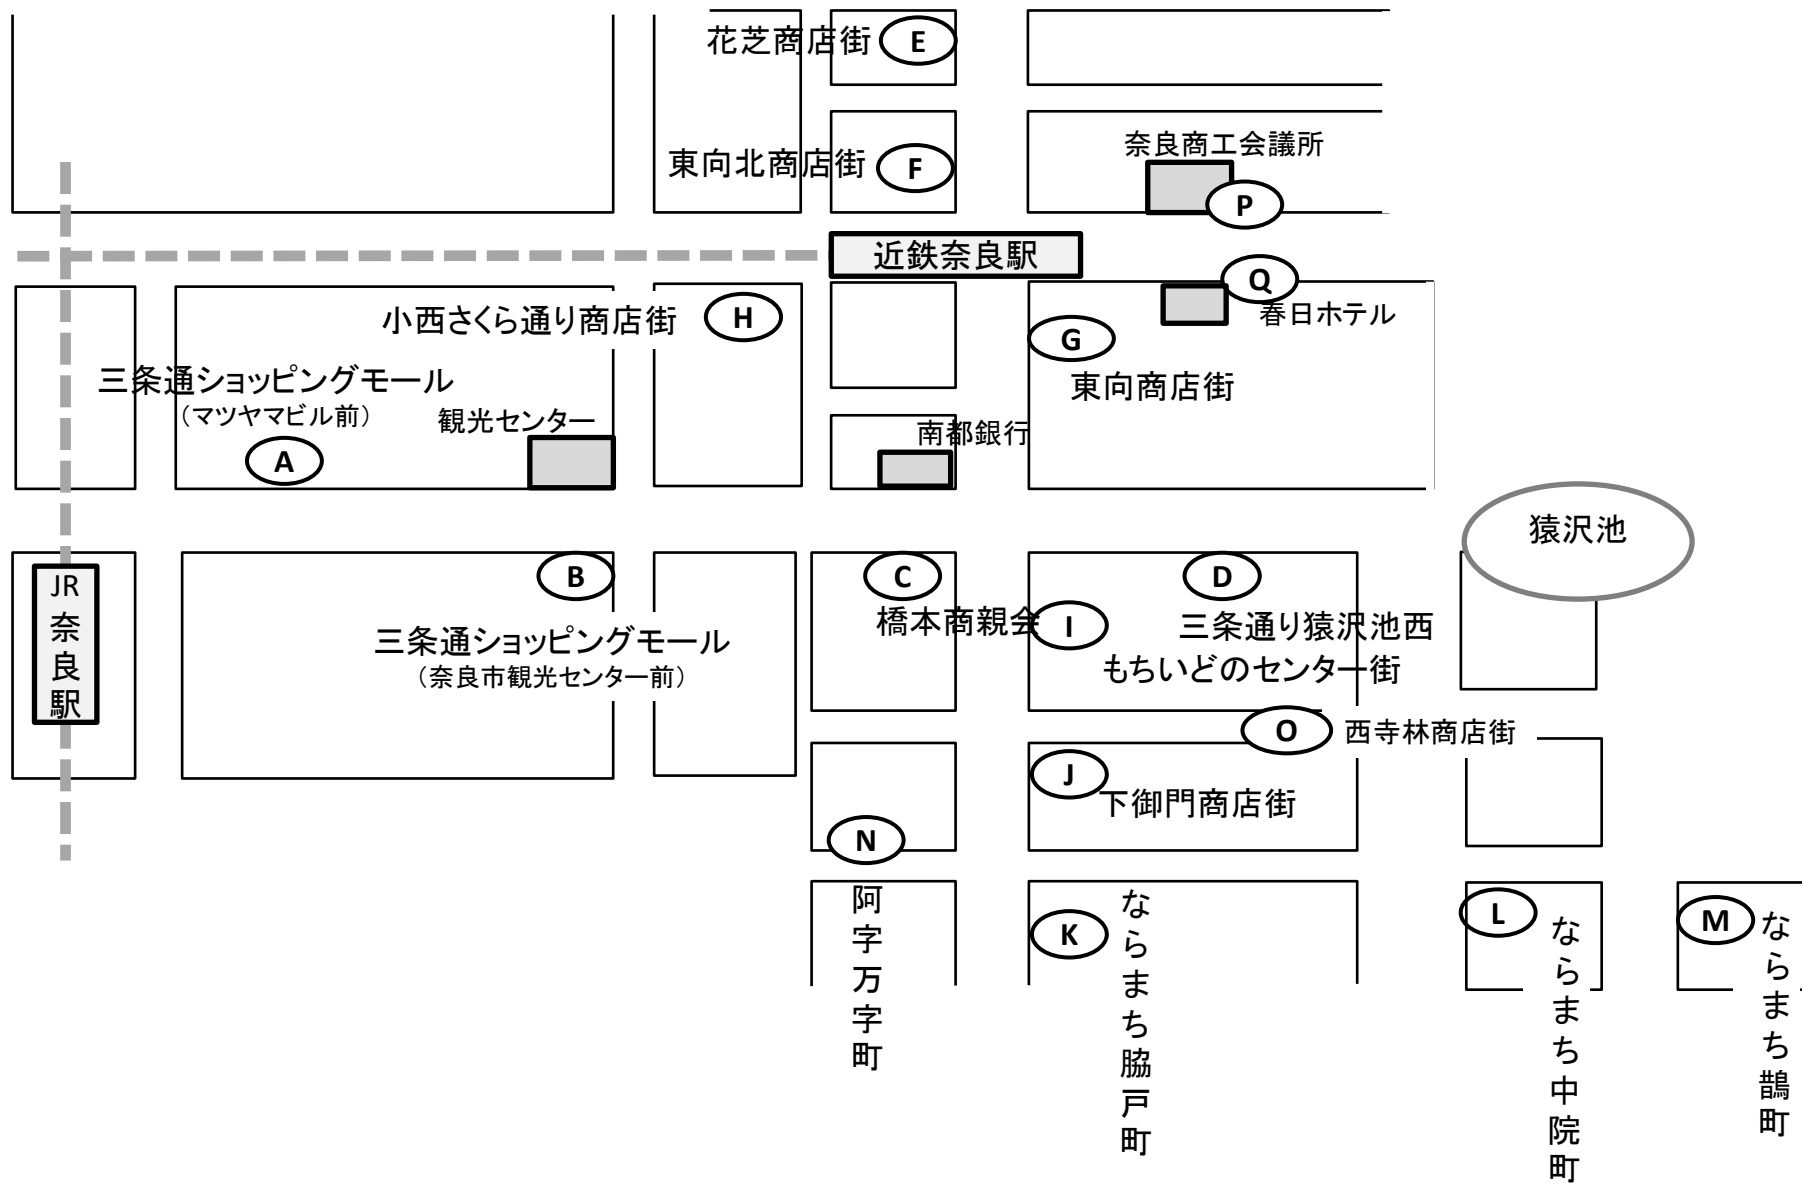 花芝商店街
E
奈良商工会議所
東向北商店街
F
P
近鉄奈良駅
Q
春日ホテル
小西さくら通り商店街
H
G
東向商店街
三条通ショッピングモール
（マツヤマビル前）
観光センター
南都銀行
A
猿沢池
JR
奈良駅
B
C
D
橋本商親会
I
三条通り猿沢池西
三条通ショッピングモール
（奈良市観光センター前）
もちいどのセンター街
O
西寺林商店街
J
下御門商店街
N
阿字万字町
K
ならまち脇戸町
L
ならまち中院町
M
ならまち鵲町